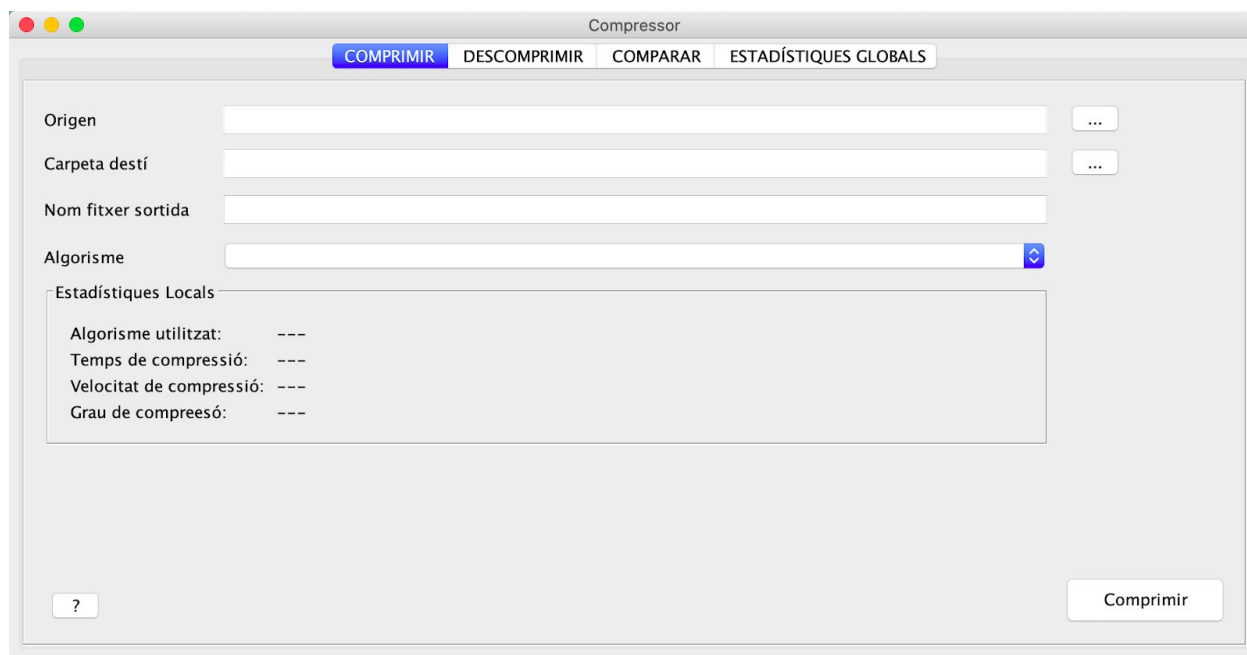 Compressor
COMPRIMIR DESCOMPRIMIR COMPARAR ESTADÍSTIQUES GLOBALS
Origen ...
Carpeta destí ...
Nom fitxer sortida
Algorisme
Estadístiques Locals
Algorisme utilitzat: ---
Temps de compressió: ---
Velocitat de compressió: ---
Grau de compreesó: ---
? Comprimir